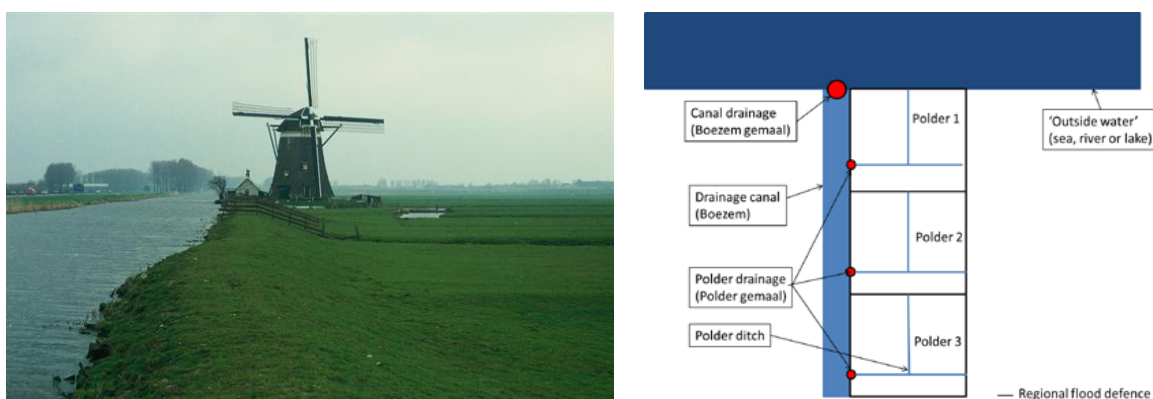 Canal drainage
(Boezem gemaal)
Drainage canal
(Boezem)
Polder drainage
(Polder gemaal)
Polder ditch
Polder 1
Polder 2
Polder 3
'Outside water'
(sea, river or lake)
— Regional flood defence